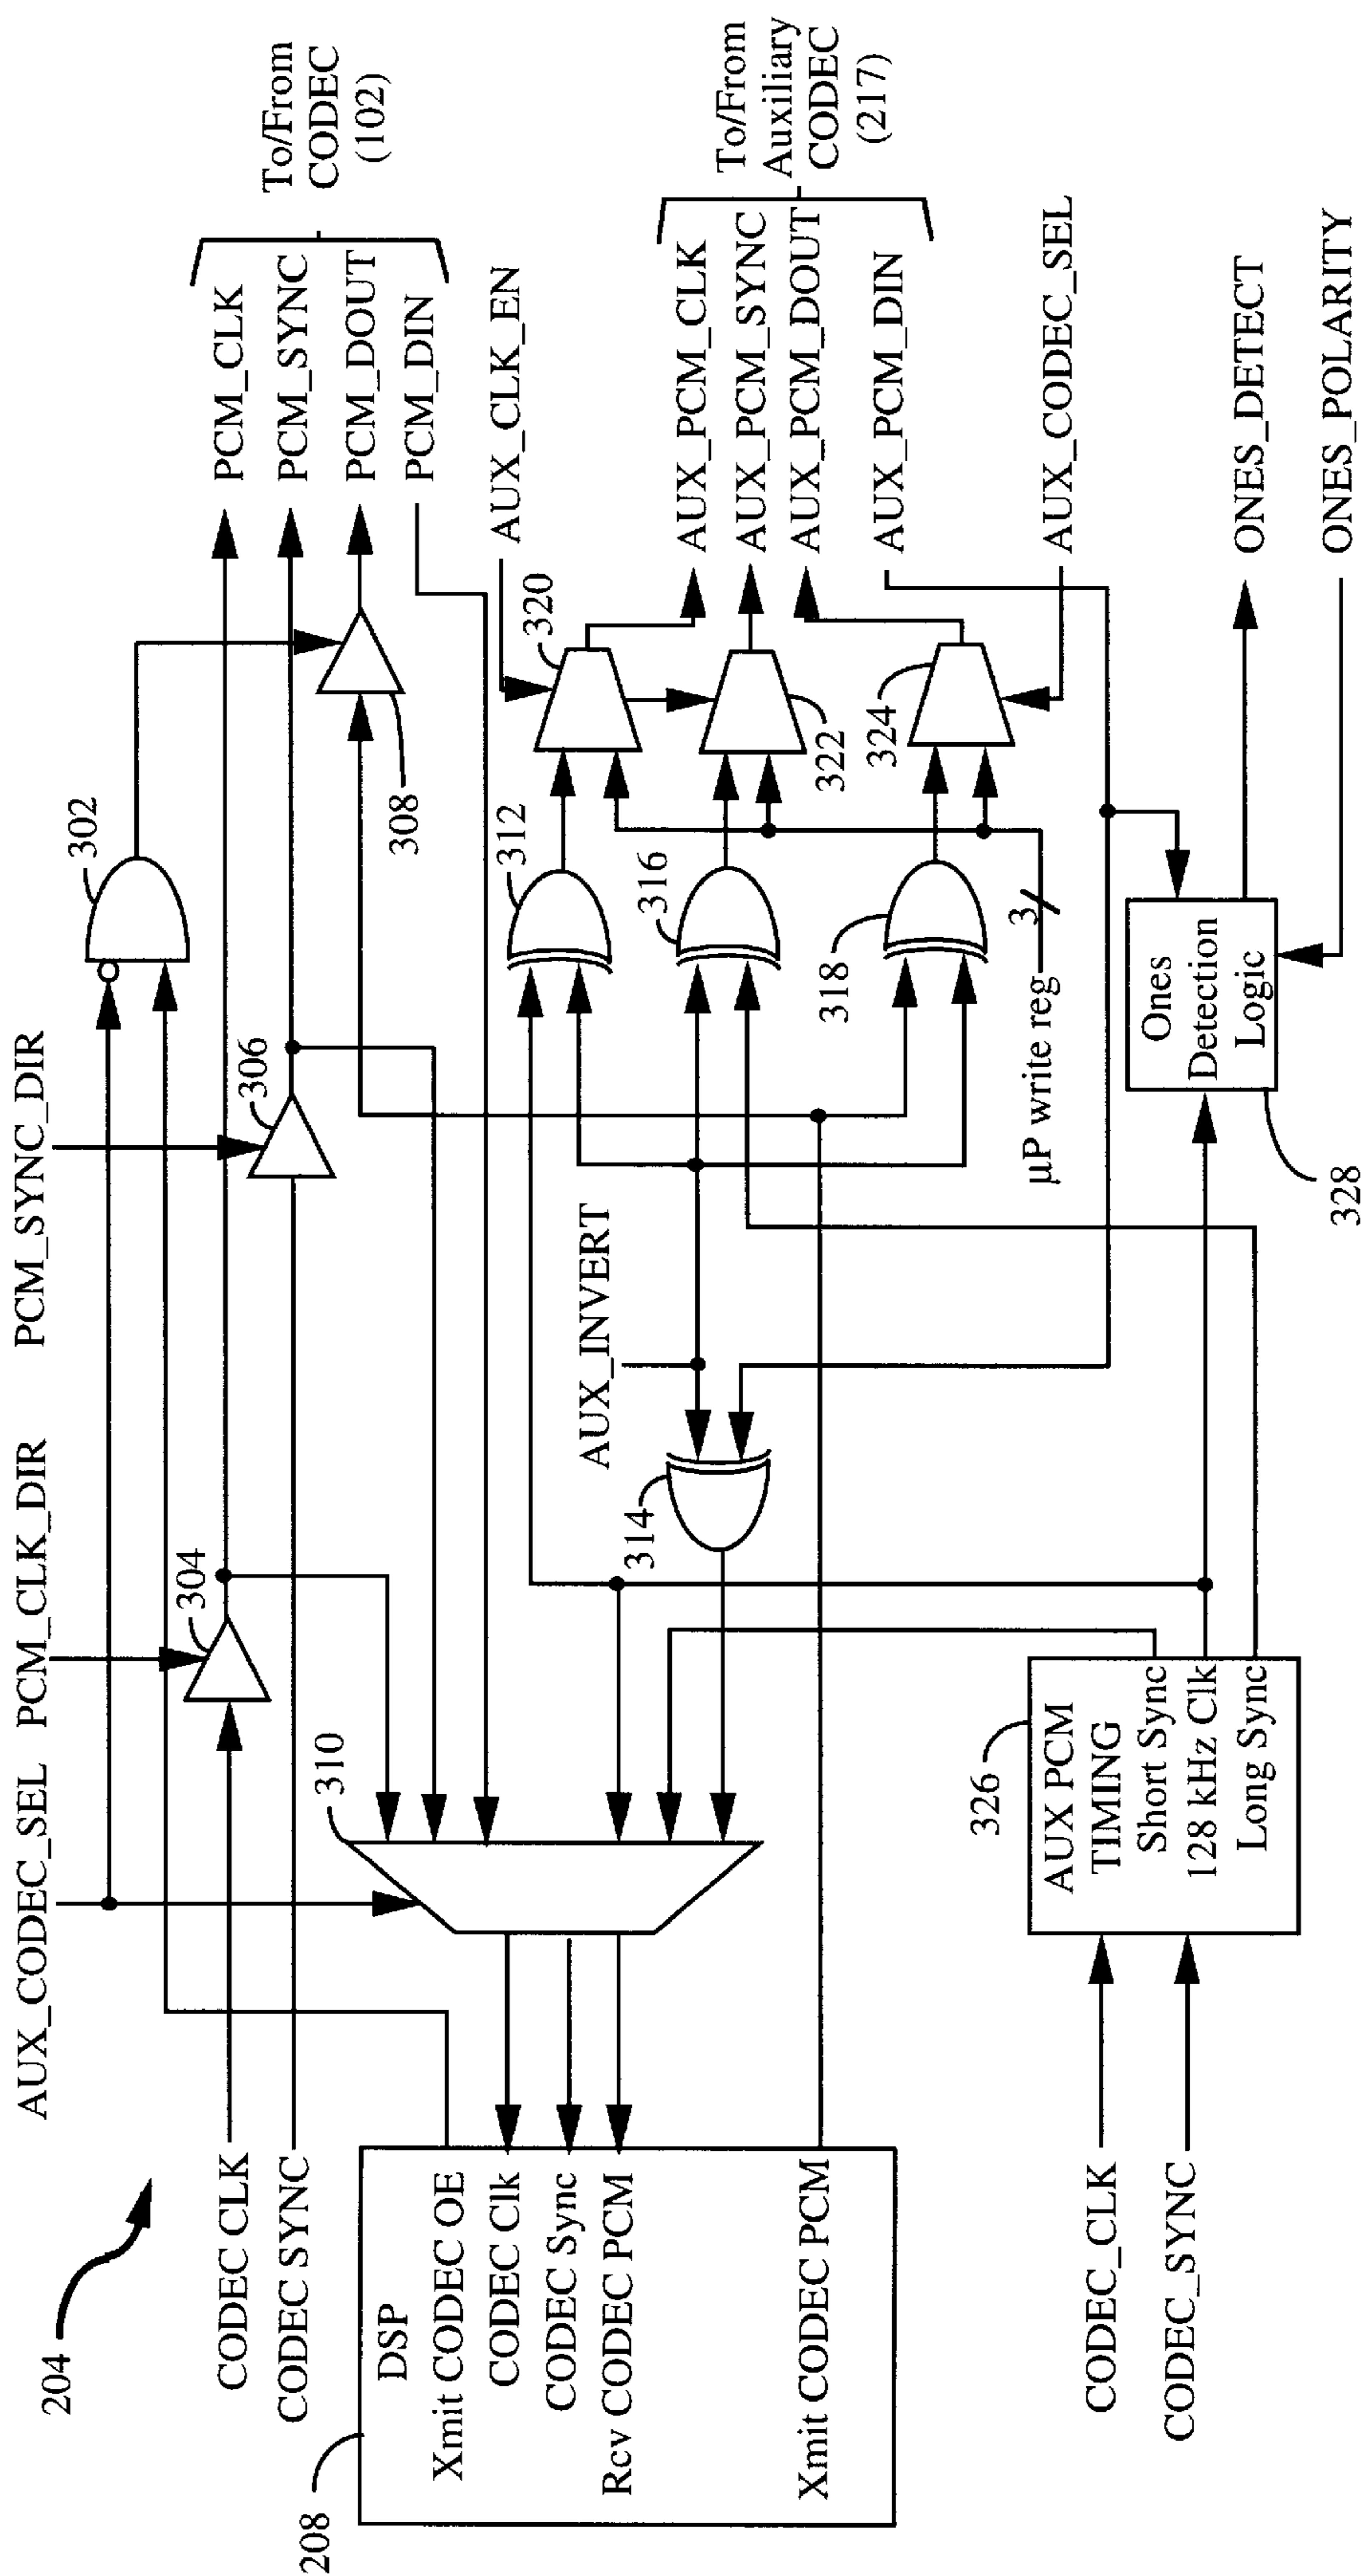 204
AUX_CODEC_SEL
PCM_CLK_DIR
PCM_SYNC_DIR
CODEC CLK
CODEC SYNC
304
306
302
308
PCM_CLK
PCM_SYNC
PCM_DOUT
PCM_DIN
To/From
CODEC
(102)
208
DSP
Xmit CODEC OE
CODEC Clk
CODEC Sync
Rcv CODEC PCM
Xmit CODEC PCM
310
314
AUX_INVERT
312
316
318
320
322
324
AUX_CLK_EN
AUX_PCM_CLK
AUX_PCM_SYNC
AUX_PCM_DOUT
AUX_PCM_DIN
To/From
Auxiliary
CODEC
(217)
AUX_CODEC_SEL
µP write reg
3
CODEC_CLK
CODEC_SYNC
326
AUX PCM
TIMING
Short Sync
128 kHz Clk
Long Sync
Ones
Detection
Logic
328
ONES_DETECT
ONES_POLARITY